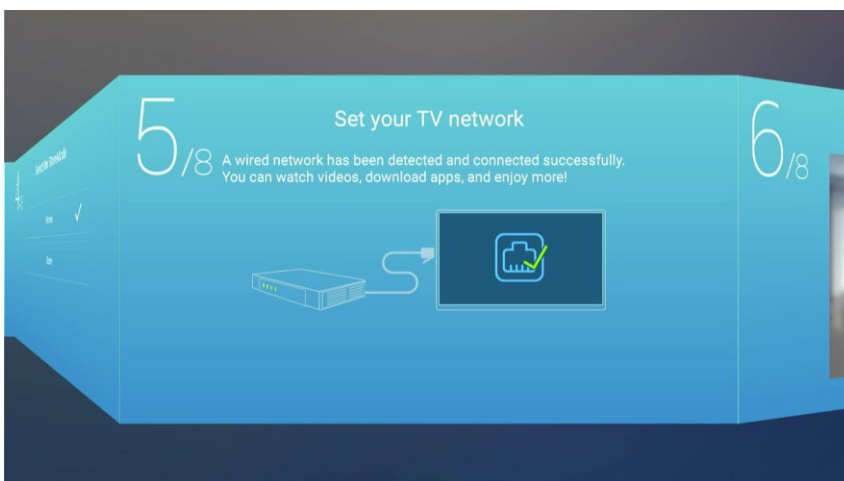 5/8
Set your TV network
A wired network has been detected and connected successfully.
You can watch videos, download apps, and enjoy more!
6/8